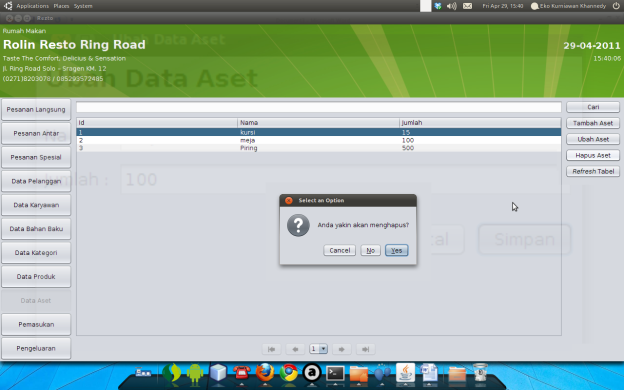 Applications Places System
Fri Apr 29, 15:40 Eko Kurniawan Khannedy
Resto
Rumah Makan
Rolin Resto Ring Road
29-04-2011
Taste The Comfort, Delicius & Sensation
15:40:06
Jl. Ring Road Solo - Sragen KM. 12
(0271)8203070 / 085293572485
Ubah Data Aset
Ubah Data Aset
Pesanan Langsung
Cari
Id Nama Jumlah
Tambah Aset
1 kursi 15
Pesanan Antar
2 meja 100
Ubah Aset
3 Piring 500
Pesanan Spesial
Hapus Aset
Refresh Tabel
Data Pelanggan
100
Data Karyawan
Select an Option
Anda yakin akan menghapus?
Data Bahan Baku
Simpan
Data Kategori
Cancel No Yes
Data Produk
Data Aset
Pemasukan
Pengeluaran
1